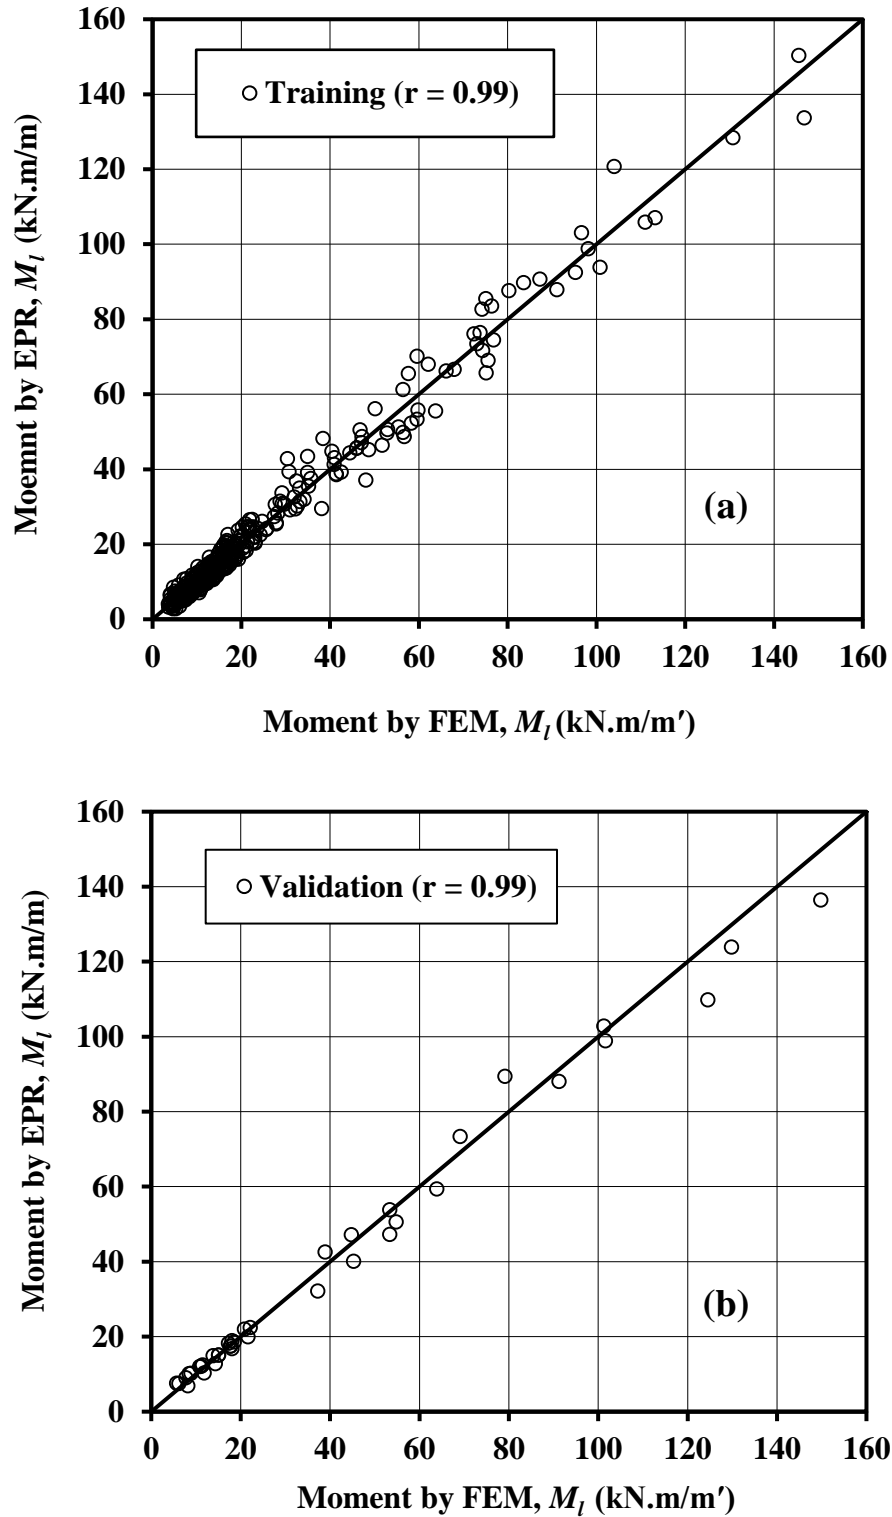 160
140
120
100
80
60
40
20
0
Moemnt by EPR, Ml (kN.m/m)
Training (r = 0.99)
(a)
0 20 40 60 80 100 120 140 160
Moment by FEM, Ml (kN.m/m′)
160
140
120
100
80
60
40
20
0
Moment by EPR, Ml (kN.m/m)
Validation (r = 0.99)
(b)
0 20 40 60 80 100 120 140 160
Moment by FEM, Ml (kN.m/m′)